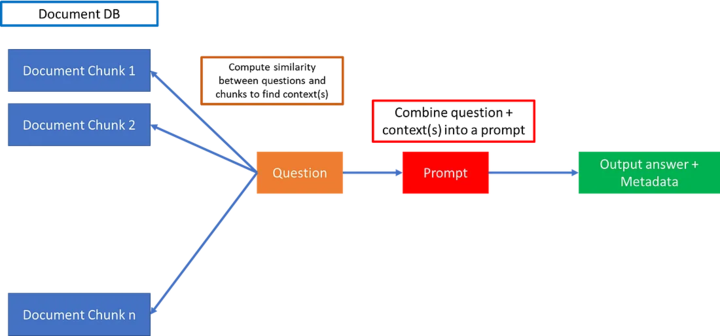 Document DB
Document Chunk 1
Document Chunk 2
Document Chunk n
Compute similarity
between questions and
chunks to find context(s)
Question
Combine question +
context(s) into a prompt
Prompt
Output answer +
Metadata